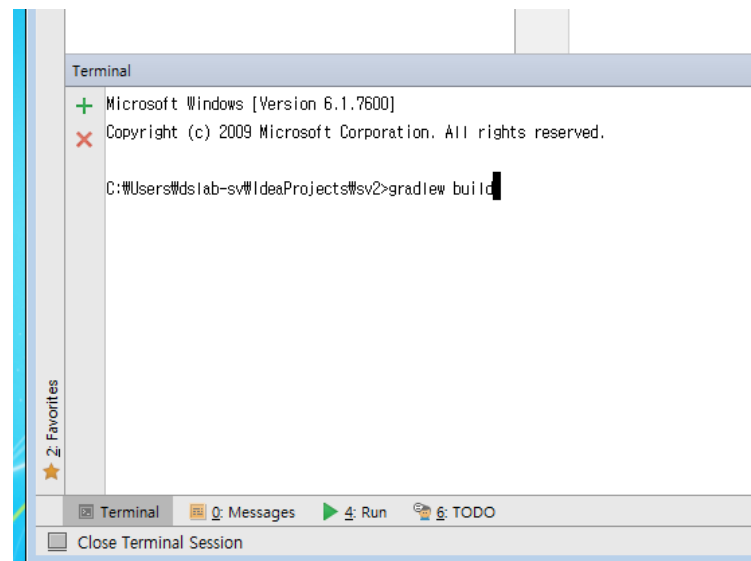 Terminal
Microsoft Windows [Version 6.1.7600]
Copyright (c) 2009 Microsoft Corporation. All rights reserved.
C:₩Users₩dslab-sv₩IdeaProjects₩sv2>gradlew build
2: Favorites
Terminal 0: Messages 4: Run 6: TODO
Close Terminal Session